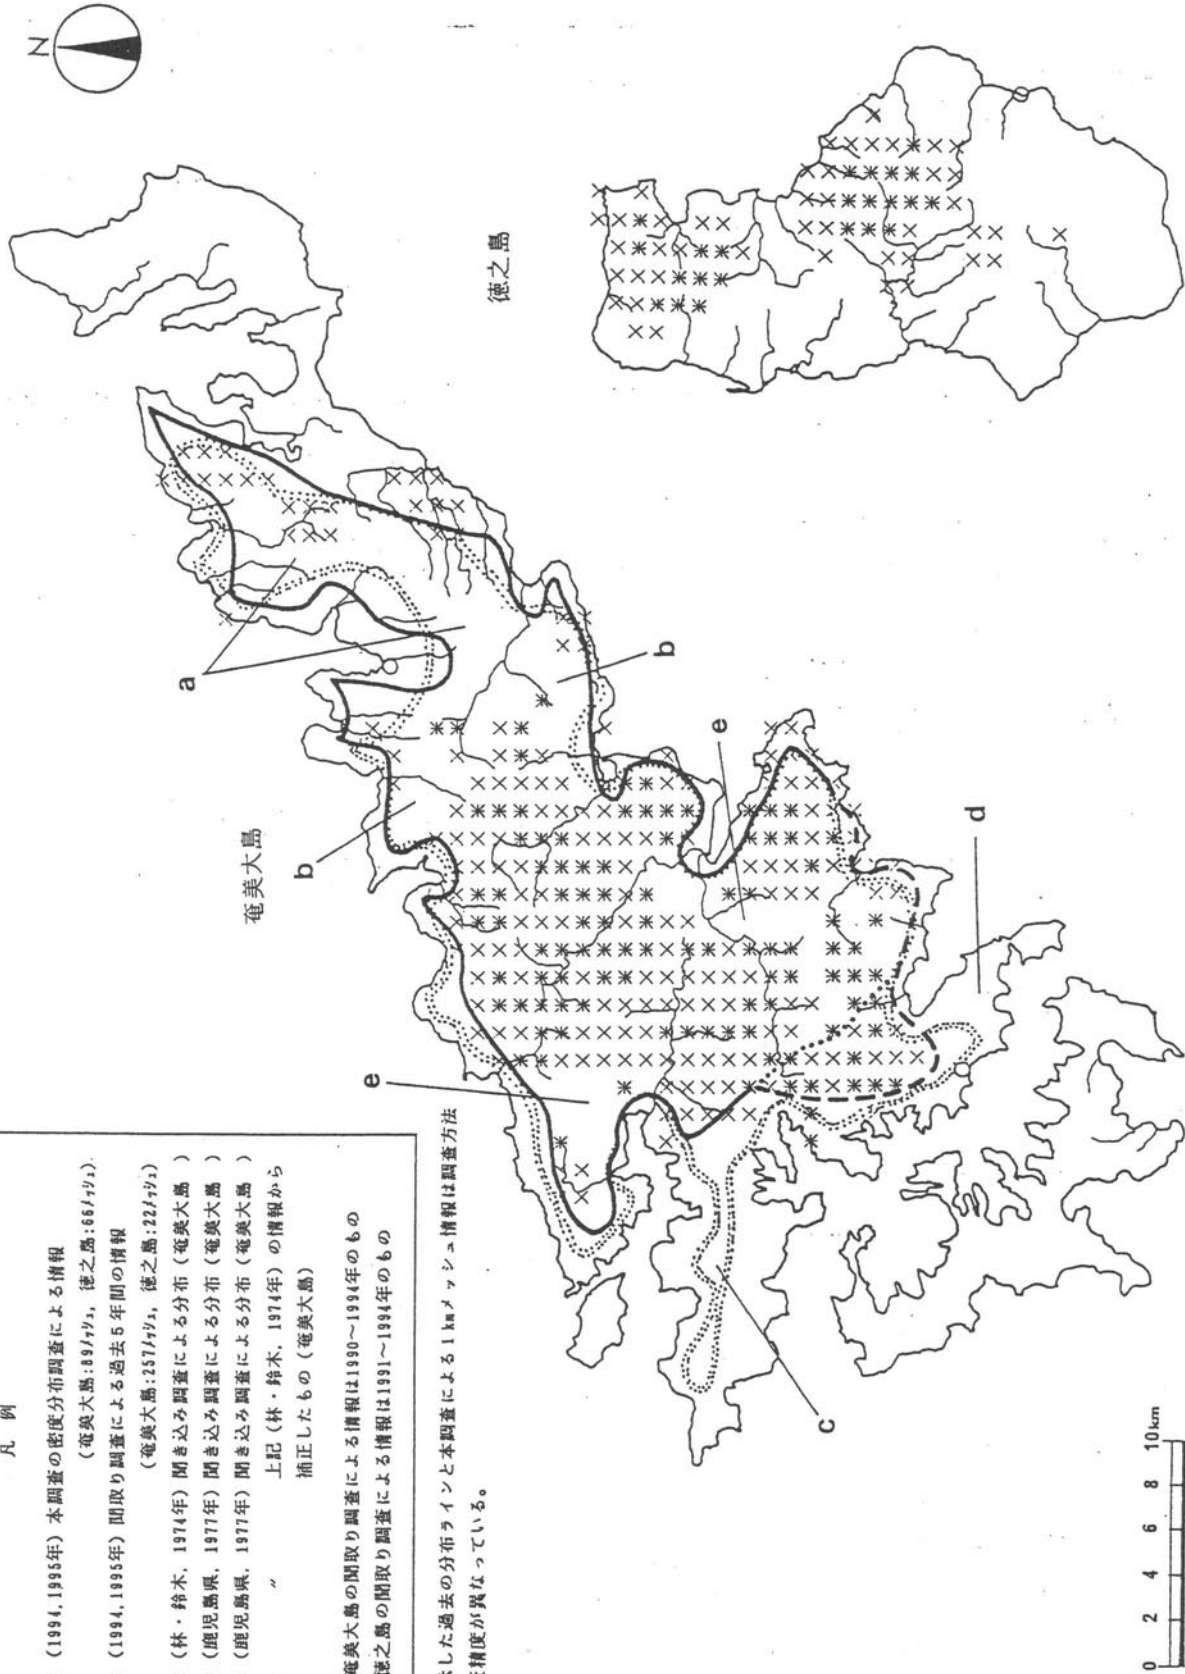 凡 例
(1994,1995年) 本調査の密度分布調査による情報
(奄美大島:89メッシュ, 徳之島:66メッシュ)
(1994,1995年) 聞取り調査による過去5年間の情報
(奄美大島:257メッシュ, 徳之島:22メッシュ)
(林・鈴木, 1974年) 聞き込み調査による分布 (奄美大島 )
(鹿児島県, 1977年) 聞き込み調査による分布 (奄美大島 )
(鹿児島県, 1977年) 聞き込み調査による分布 (奄美大島 )
〃 上記 (林・鈴木, 1974年) の情報から
補正したもの (奄美大島)
奄美大島の聞取り調査による情報は1990~1994年のもの
徳之島の聞取り調査による情報は1991~1994年のもの
した過去の分布ラインと本調査による1kmメッシュ情報は調査方法
精度が異なっている。
N
奄美大島
徳之島
a
b
b
e
e
c
d
0 2 4 6 8 10km